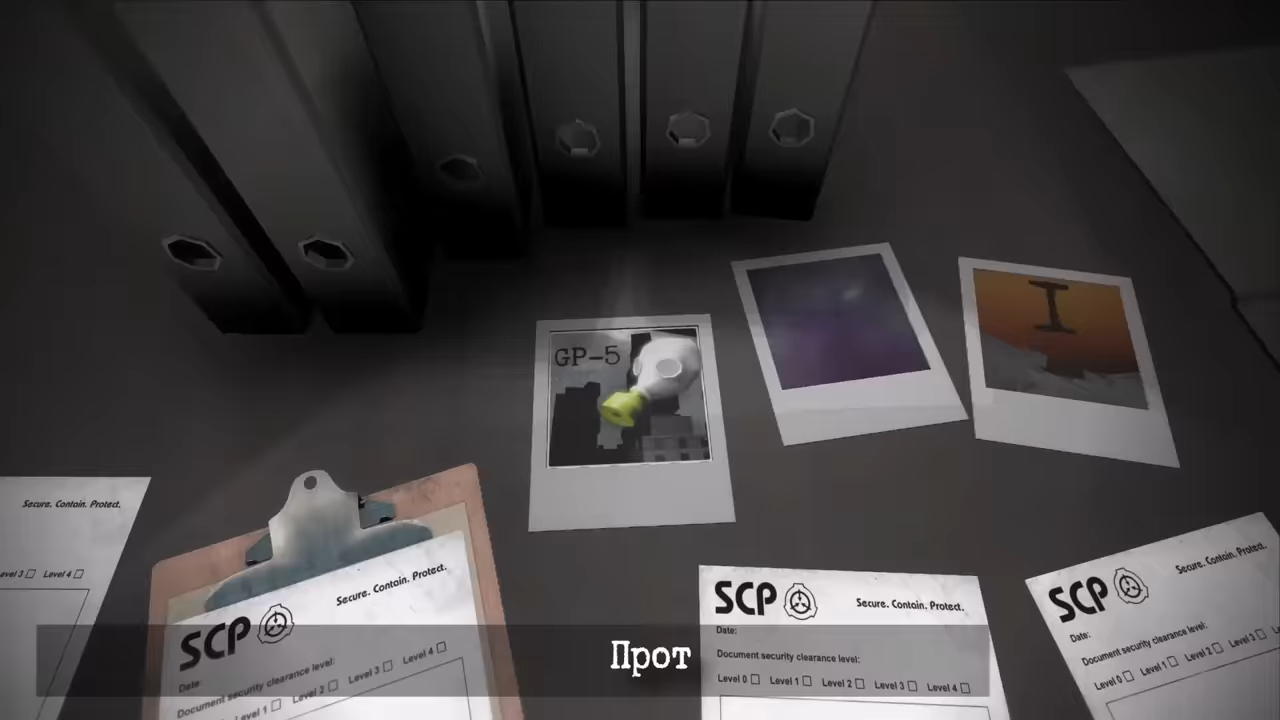 I
GP-5
Secure. Contain. Protect.
Level 3 Level 4
SCP Secure. Contain. Protect.
Date:
Document security clearance level:
Level 1 Level 2 Level 3 Level 4
SCP Secure. Contain. Protect.
Date:
Document security clearance level:
Level 0 Level 1 Level 2 Level 3 Level 4
SCP Secure. Contain. Protect.
Date:
Document security clearance level:
Level 0 Level 1 Level 2 Level 3
Прот